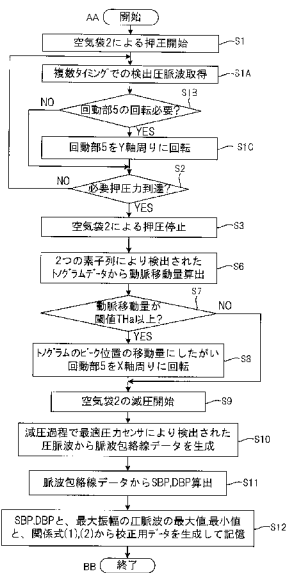 AA 開始
空気袋2による押圧開始 S1
複数タイミングでの検出圧脈波取得 S1A
S1B
NO 回動部5の回転必要?
YES
回動部5をY軸周りに回転 S1C
S2
NO 必要押圧力到達?
YES
空気袋2による押圧停止 S3
2つの素子列により検出された
トノグラムデータから動脈移動量算出 S6
S7
動脈移動量が
閾値THa以上? NO
YES
トノグラムのピーク位置の移動量にしたがい
回動部5をX軸周りに回転 S8
空気袋2の減圧開始 S9
減圧過程で最適圧力センサにより検出された
圧脈波から脈波包絡線データを生成 S10
脈波包絡線データからSBP,DBP算出 S11
SBP,DBPと、最大振幅の圧脈波の最大値,最小値
と、関係式(1),(2)から校正用データを生成して記憶 S12
BB 終了